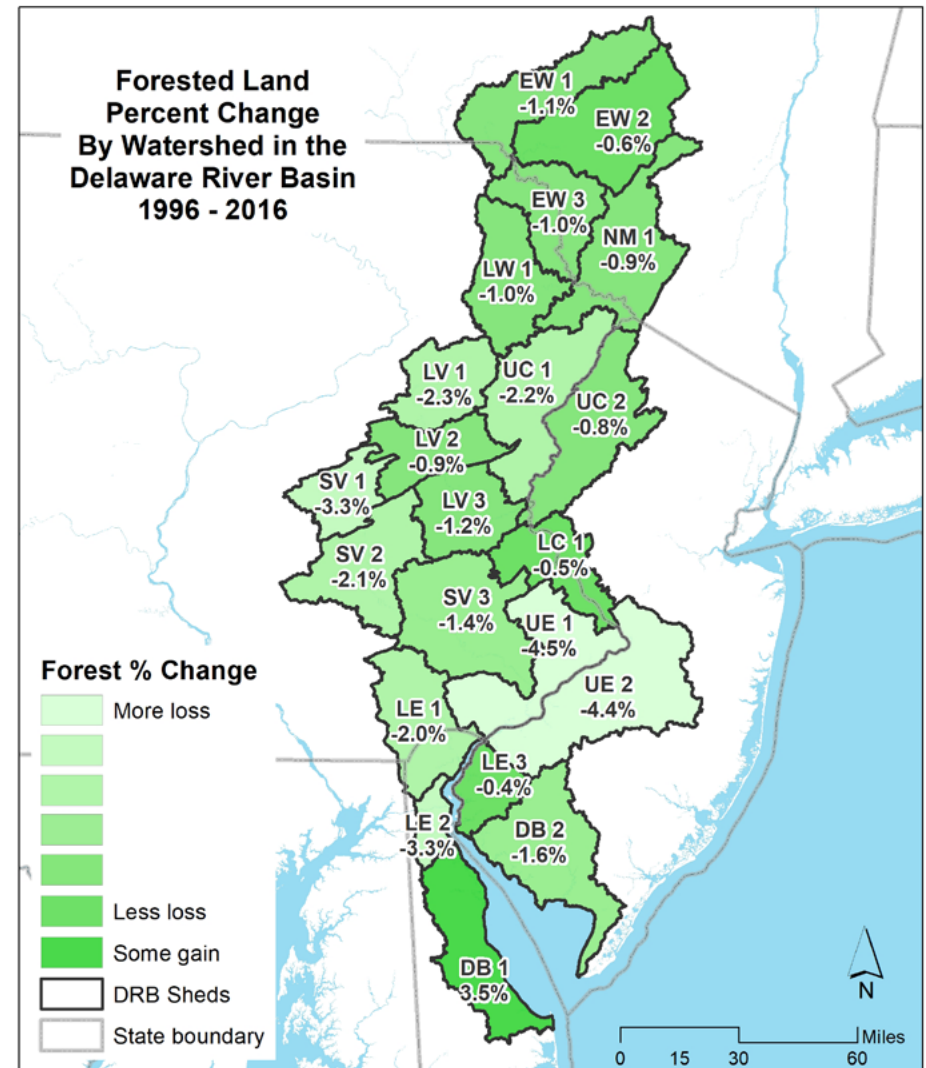 Forested Land
Percent Change
By Watershed in the
Delaware River Basin
1996 - 2016
EW 1
-1.1%
EW 2
-0.6%
EW 3
-1.0%
NM 1
-0.9%
LW 1
-1.0%
LV 1
-2.3%
UC 1
-2.2%
UC 2
-0.8%
LV 2
-0.9%
SV 1
-3.3%
LV 3
-1.2%
LC 1
-0.5%
SV 2
-2.1%
SV 3
-1.4%
UE 1
-4.5%
UE 2
-4.4%
LE 1
-2.0%
LE 3
-0.4%
LE 2
-3.3%
DB 2
-1.6%
DB 1
3.5%
Forest % Change
More loss
Less loss
Some gain
DRB Sheds
State boundary
N
Miles
0 15 30 60